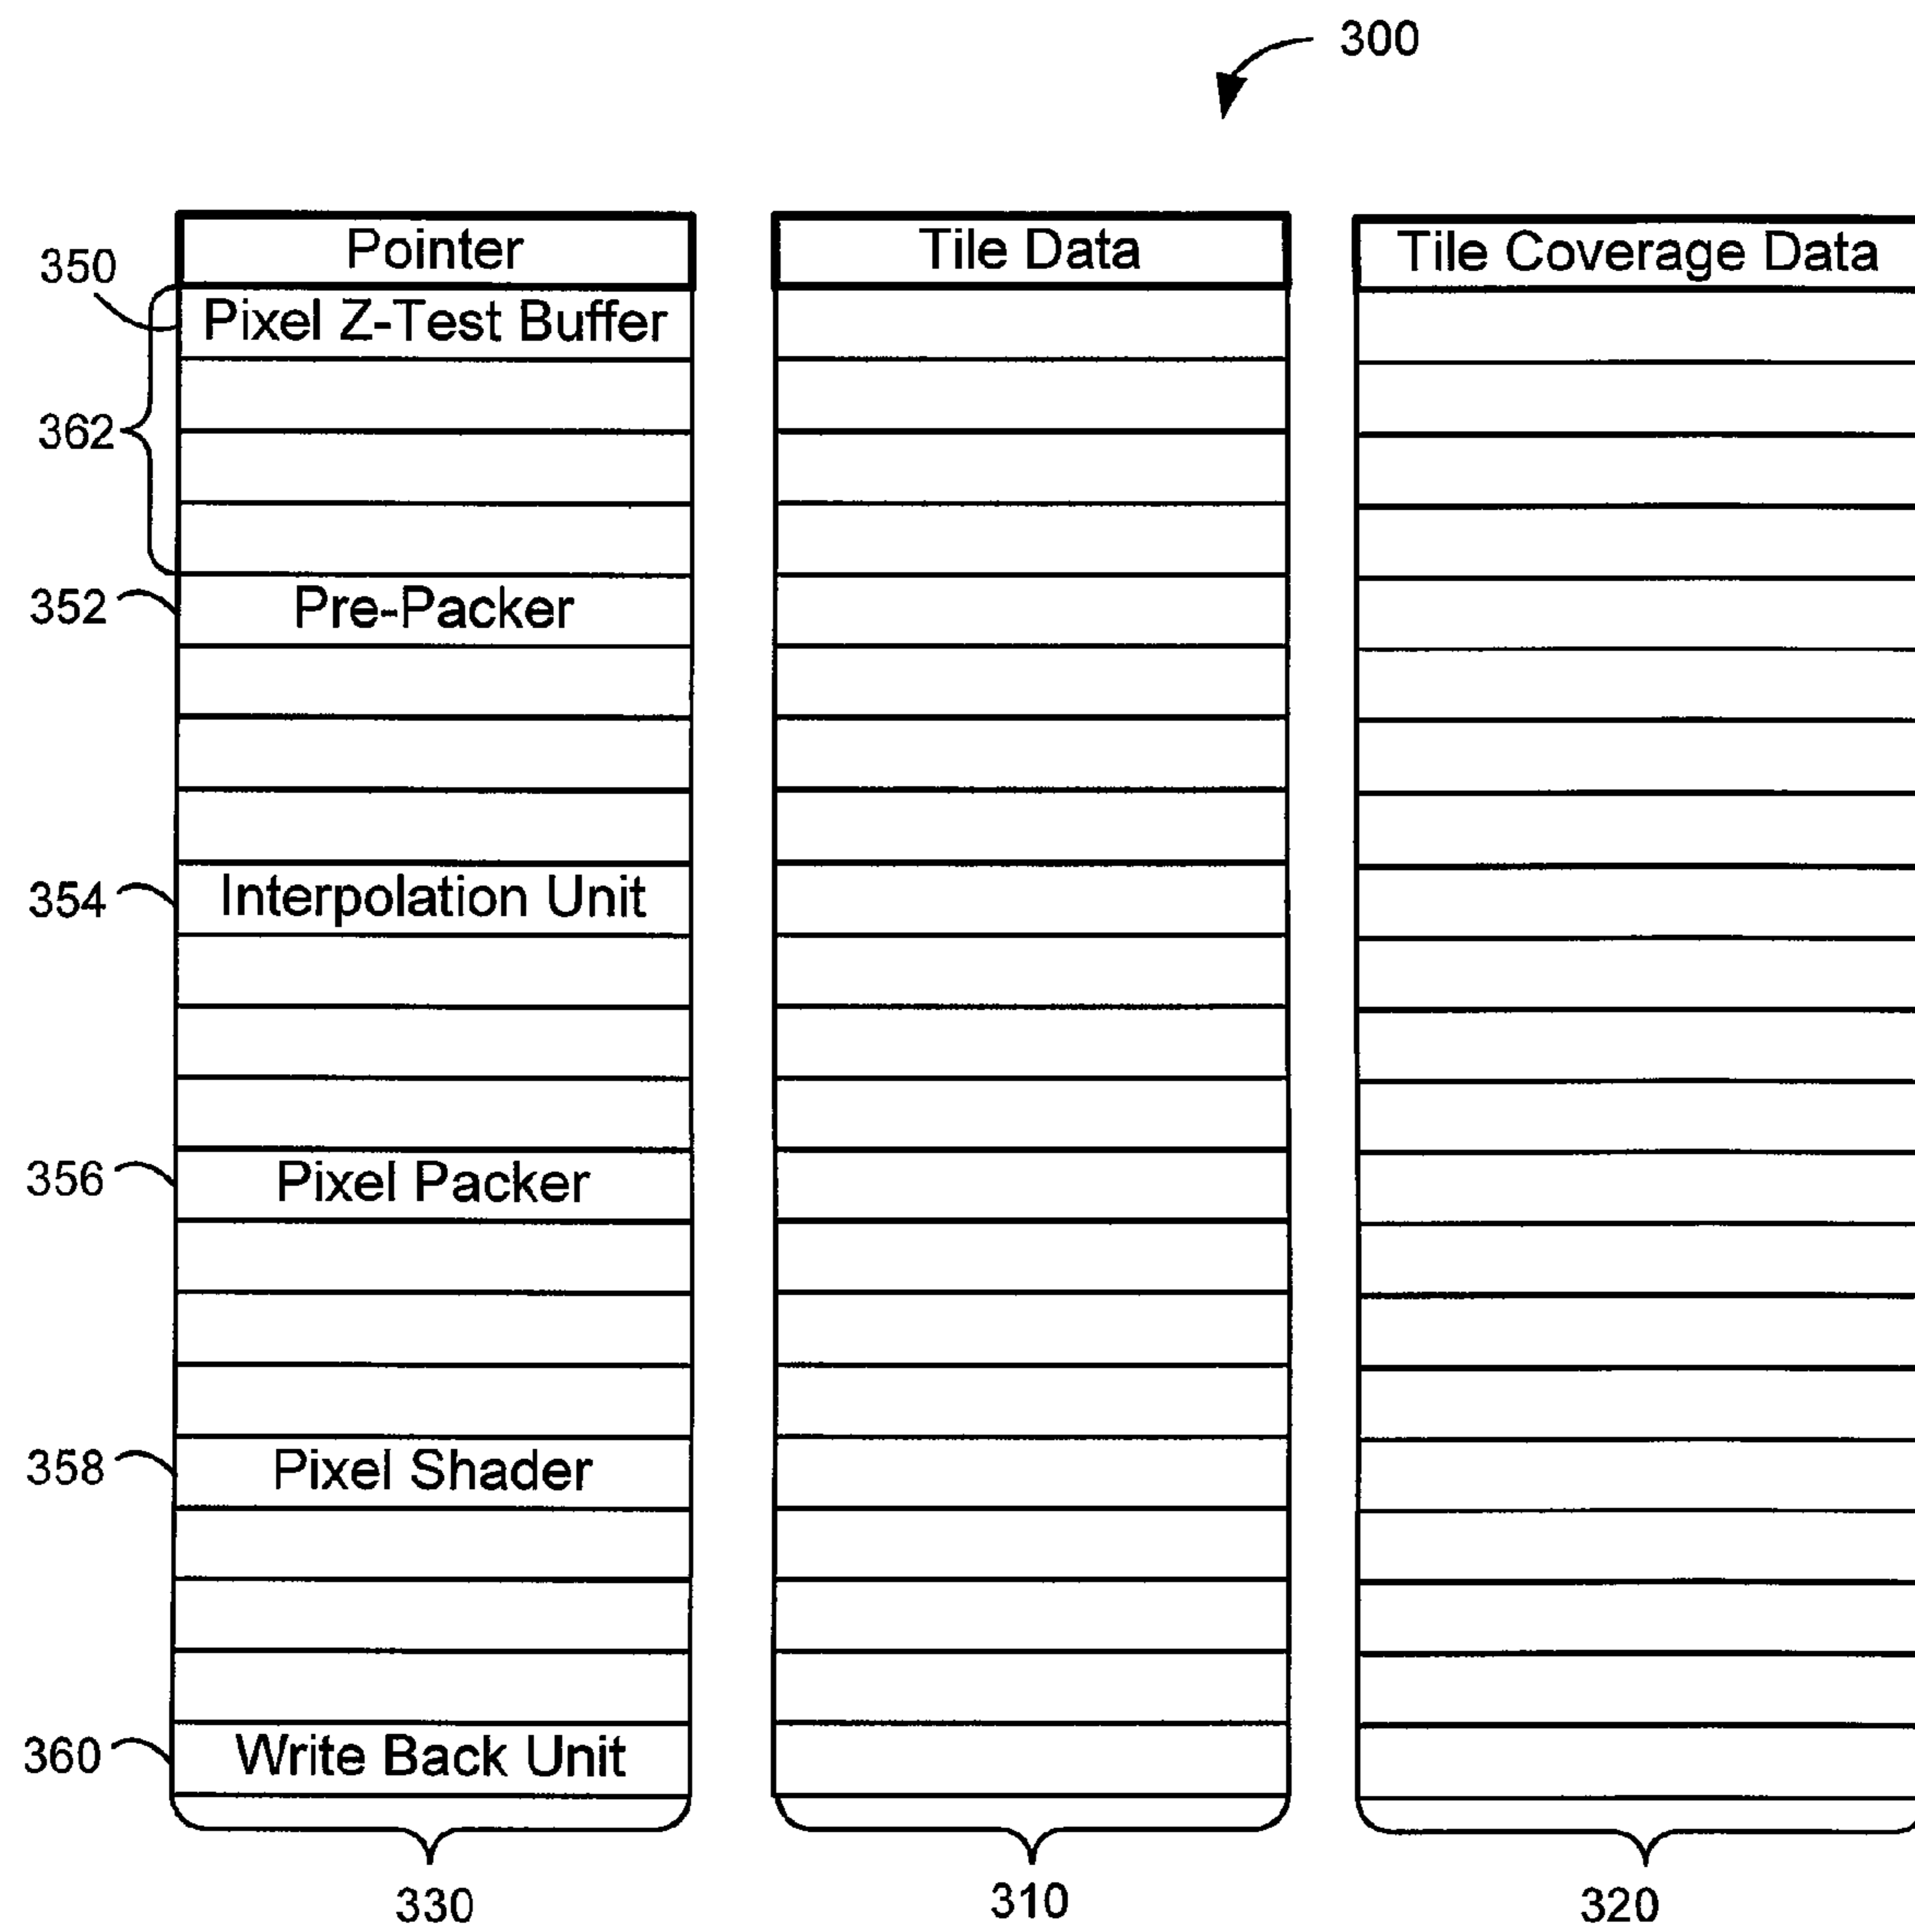 300
Pointer
Tile Data
Tile Coverage Data
350
Pixel Z-Test Buffer
362
352
Pre-Packer
354
Interpolation Unit
356
Pixel Packer
358
Pixel Shader
360
Write Back Unit
330
310
320